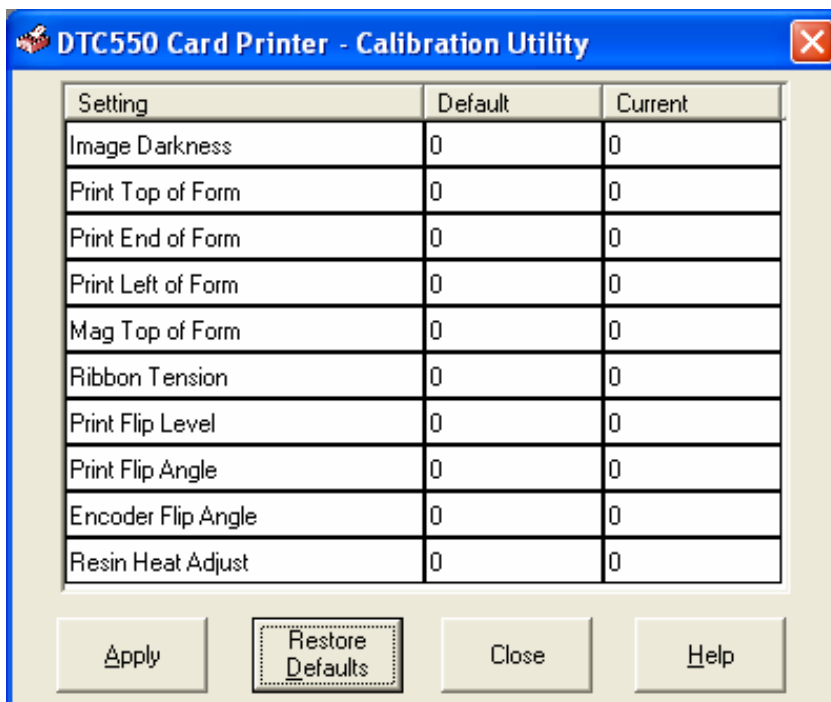 DTC550 Card Printer - Calibration Utility
Setting Default Current
Image Darkness 0 0
Print Top of Form 0 0
Print End of Form 0 0
Print Left of Form 0 0
Mag Top of Form 0 0
Ribbon Tension 0 0
Print Flip Level 0 0
Print Flip Angle 0 0
Encoder Flip Angle 0 0
Resin Heat Adjust 0 0
Apply Restore Defaults Close Help